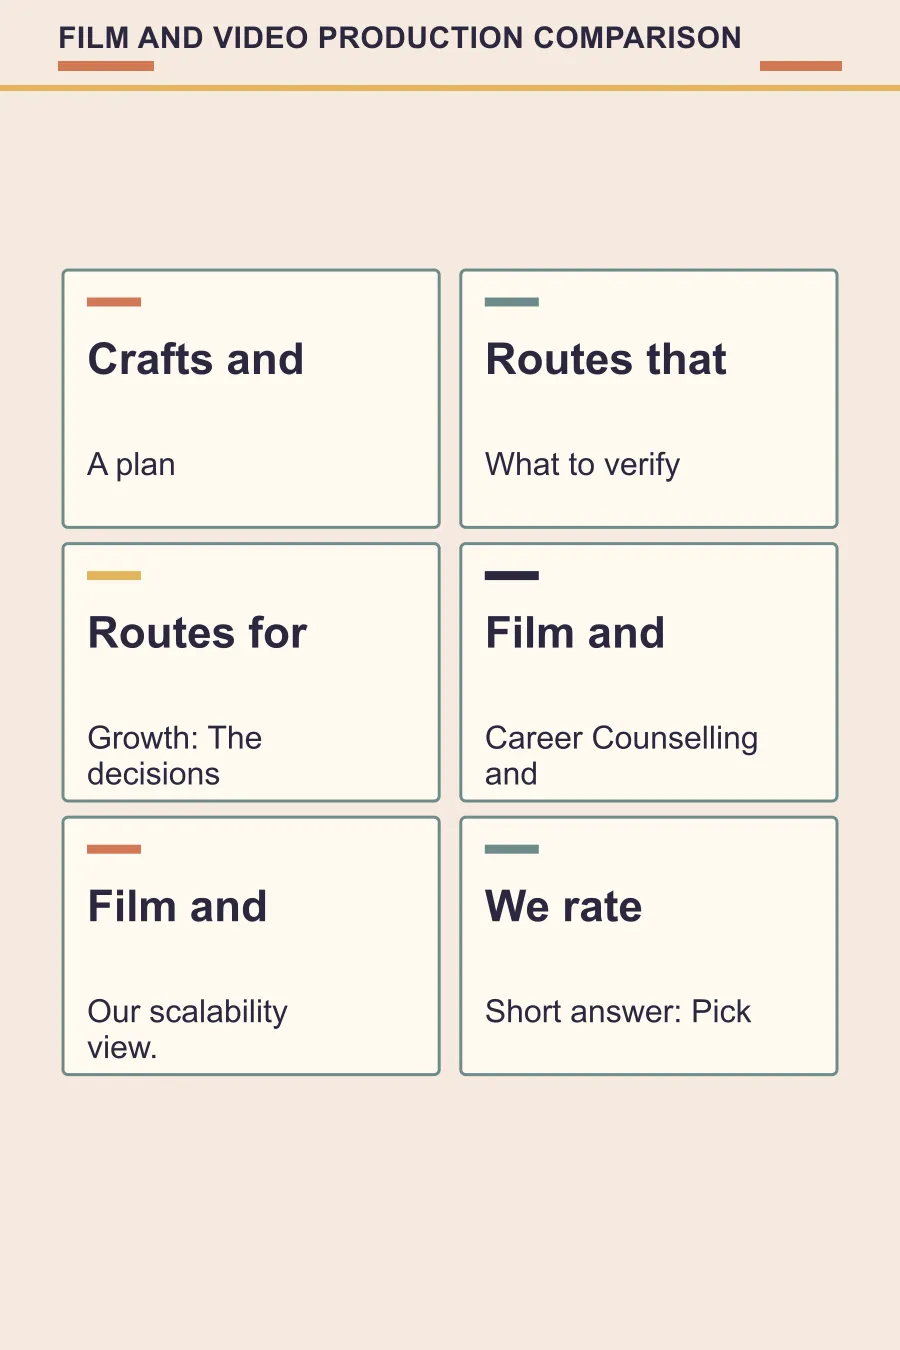 FILM AND VIDEO PRODUCTION COMPARISON
Crafts and
A plan
Routes that
What to verify
Routes for
Growth: The
decisions
Film and
Career Counselling
and
Film and
Our scalability
view.
We rate
Short answer: Pick